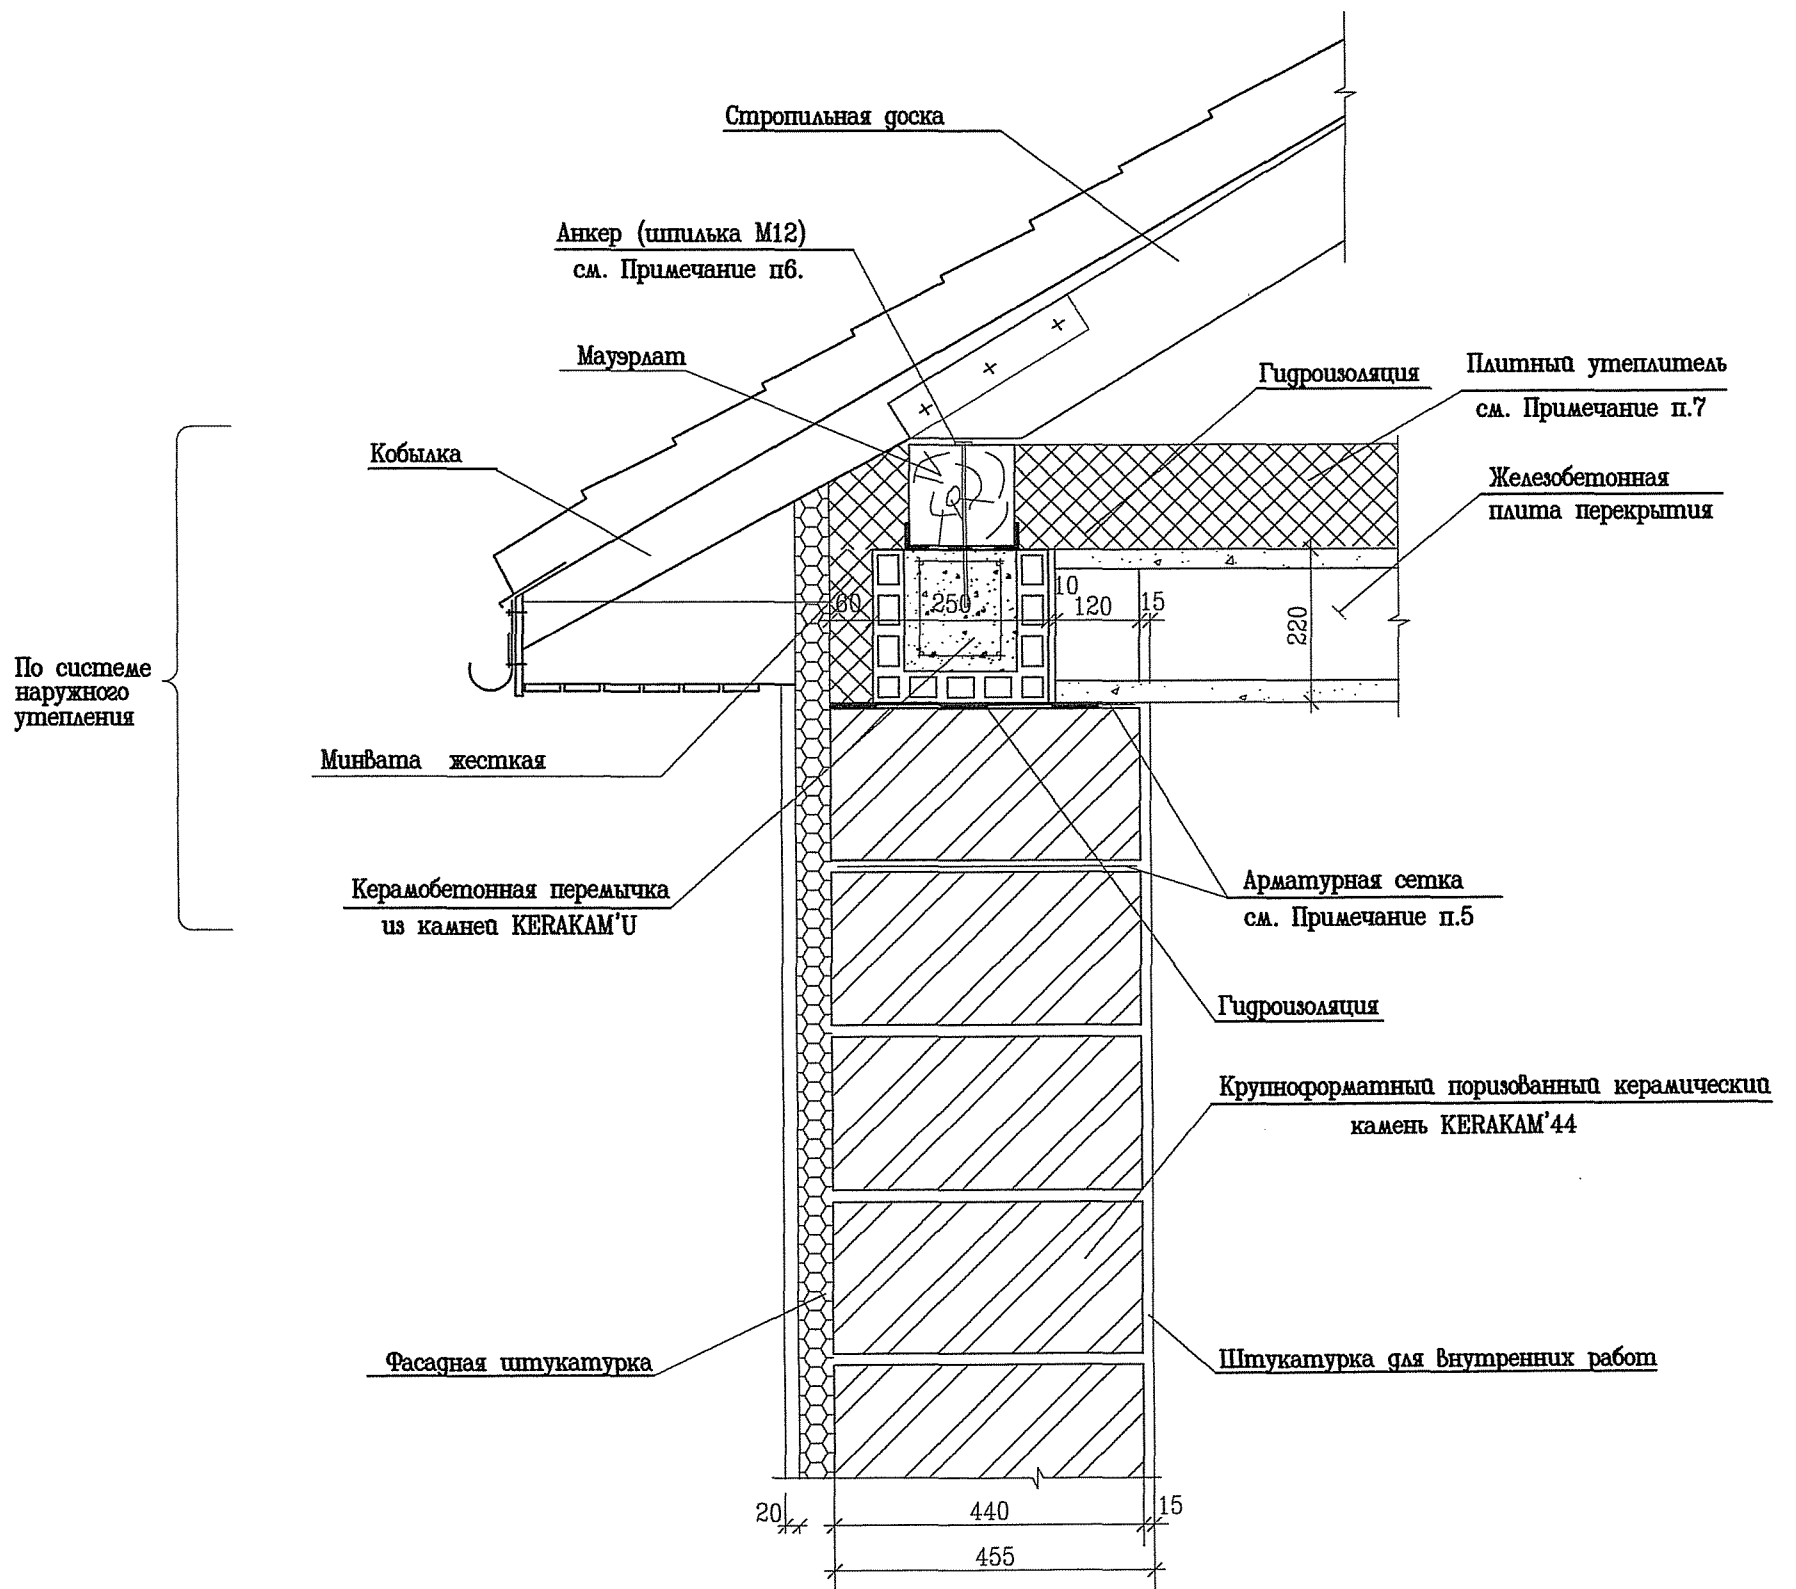 Стропильная доска
Анкер (шпилька М12)
см. Примечание п6.
Мауэрлат
Гидроизоляция
Плитный утеплитель
см. Примечание п.7
Кобылка
Железобетонная
плита перекрытия
60
250
10
120
15
220
По системе
наружного
утепления
Минвата жесткая
Керамобетонная перемычка
из камней KERAKAM'U
Арматурная сетка
см. Примечание п.5
Гидроизоляция
Крупноформатный поризованный керамический
камень KERAKAM'44
Фасадная штукатурка
Штукатурка для внутренних работ
20
440
15
455